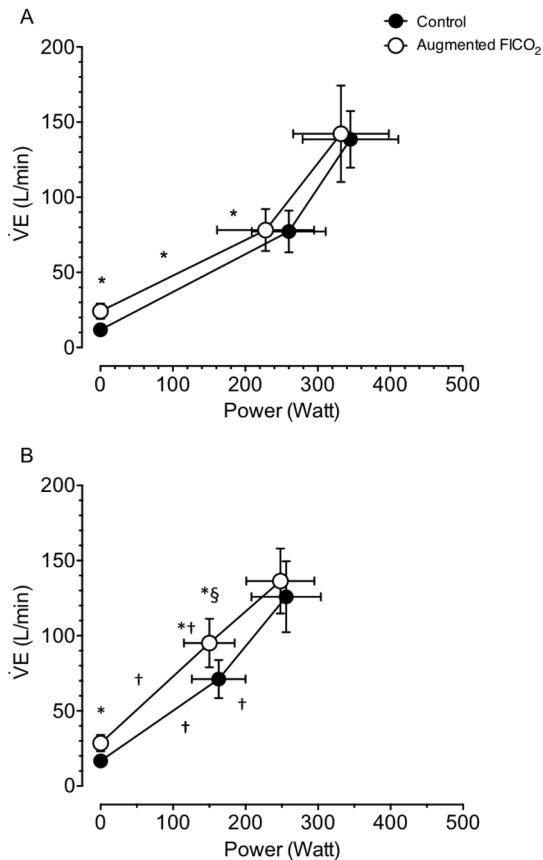 A
Control
Augmented FICO₂
200
150
100
50
0
V̇E (L/min)
*
*
*
0 100 200 300 400 500
Power (Watt)
B
200
150
100
50
0
V̇E (L/min)
*§
*†
†
*
†
†
0 100 200 300 400 500
Power (Watt)